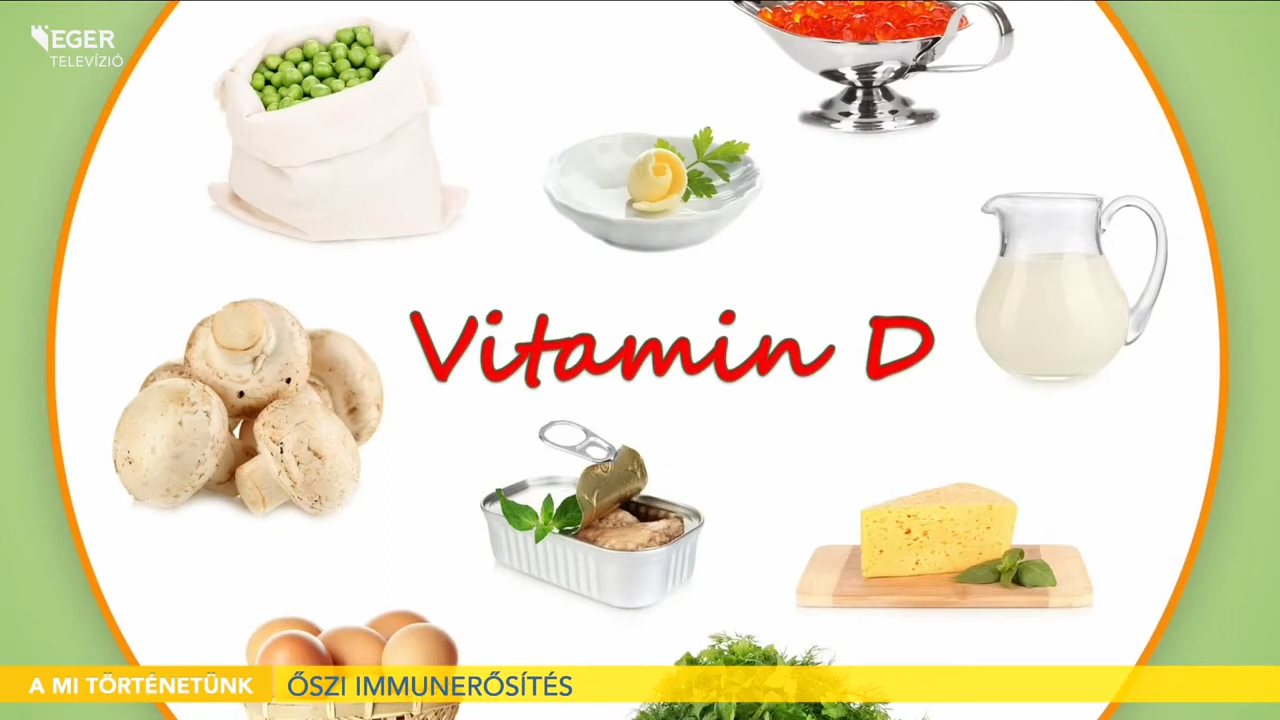 EGER
TELEVÍZIÓ
Vitamin D
A MI TÖRTÉNETÜNK
ŐSZI IMMUNERŐSÍTÉS